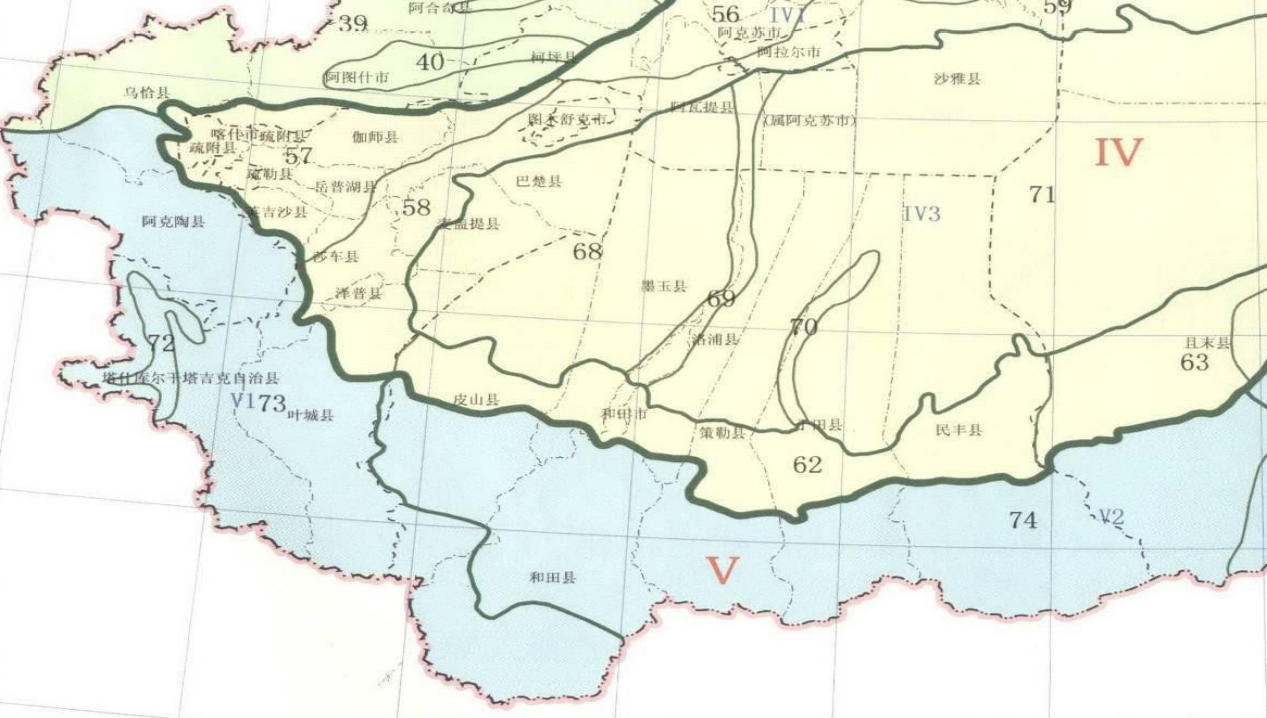 阿合奇县
39
56
IV1
59
阿克苏市
阿拉尔市
柯坪县
40
阿图什市
沙雅县
乌恰县
阿瓦提县
图木舒克市
(属阿克苏市)
喀什市
疏附县
伽师县
疏附县
57
IV
疏勒县
岳普湖县
巴楚县
71
58
英吉沙县
IV3
阿克陶县
麦盖提县
68
莎车县
泽普县
墨玉县
69
70
洛浦县
72
且末县
63
塔什库尔干塔吉克自治县
V1
73
叶城县
皮山县
和田市
策勒县
于田县
民丰县
62
74
V2
V
和田县